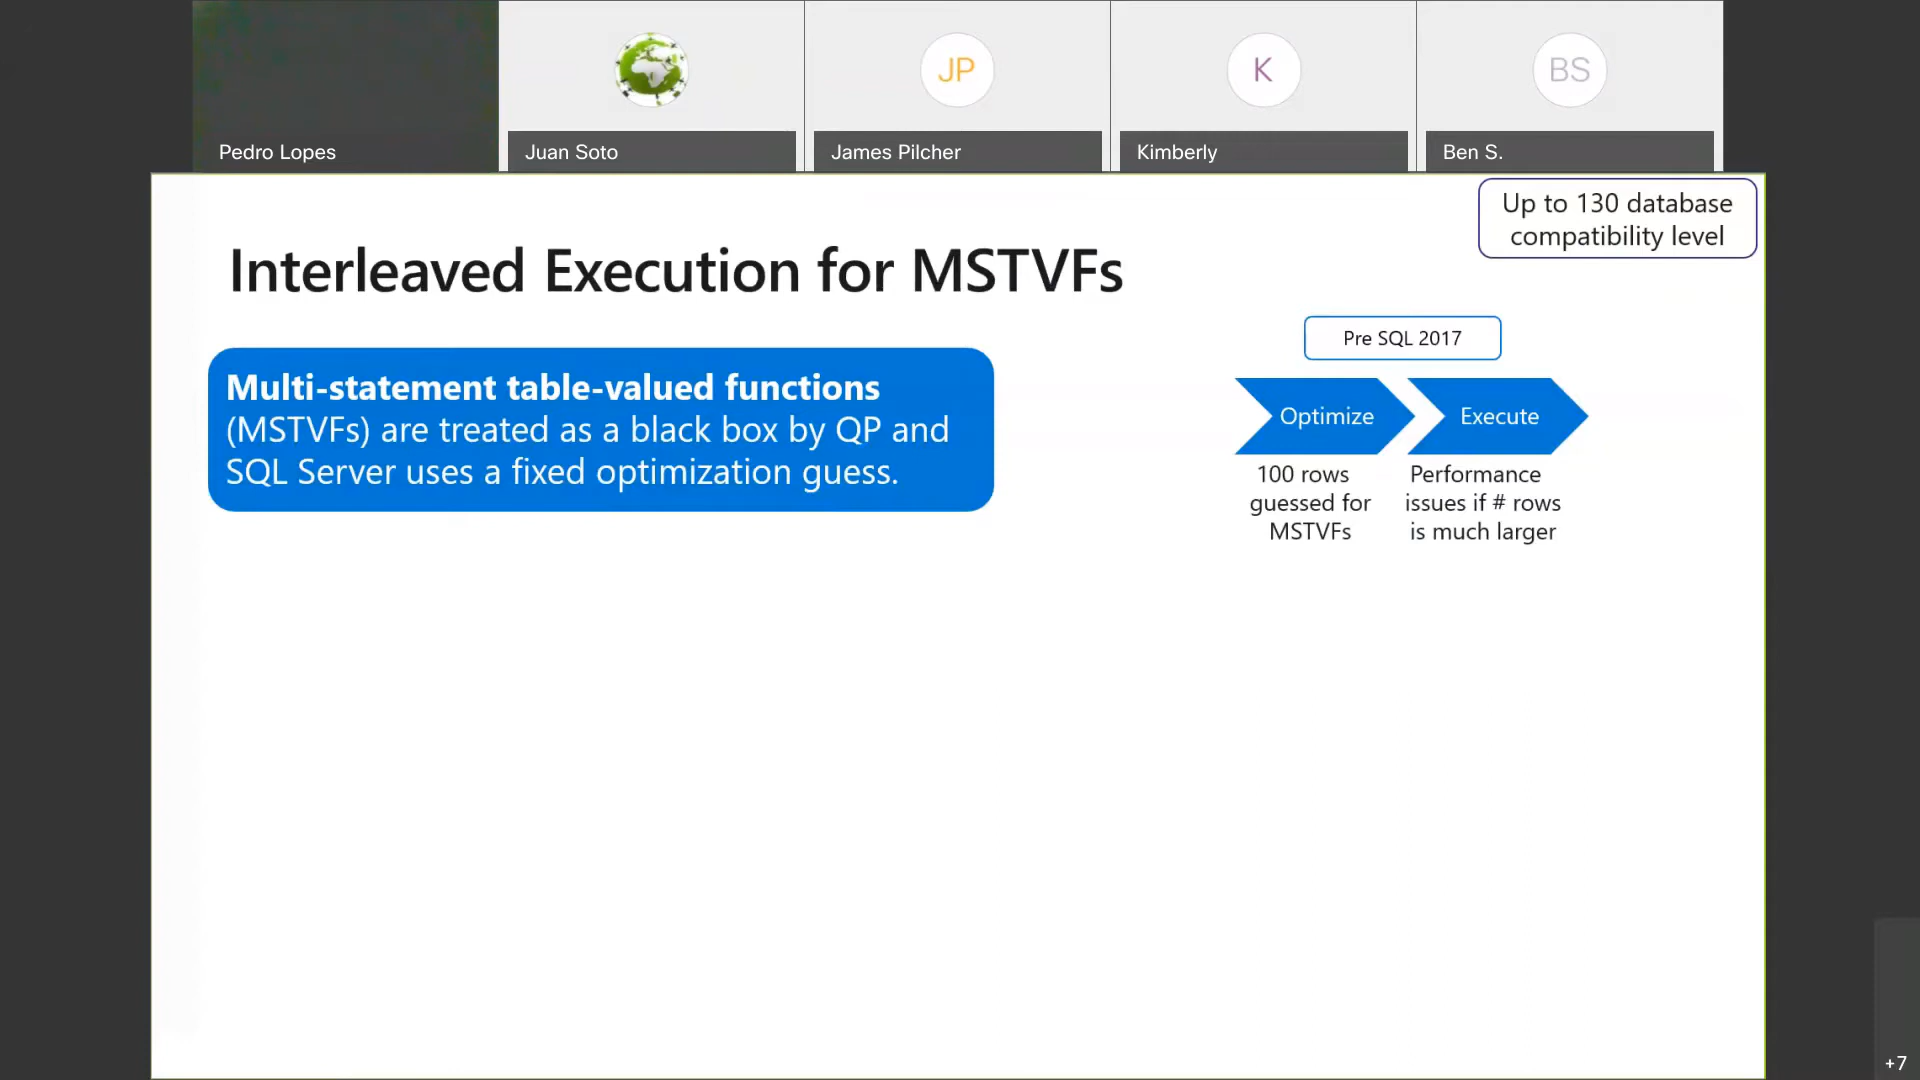 JP
K
BS
Pedro Lopes
Juan Soto
James Pilcher
Kimberly
Ben S.
Up to 130 database
compatibility level
Interleaved Execution for MSTVFs
Multi-statement table-valued functions
(MSTVFs) are treated as a black box by QP and
SQL Server uses a fixed optimization guess.
Pre SQL 2017
Optimize
Execute
100 rows
guessed for
MSTVFs
Performance
issues if # rows
is much larger
+7